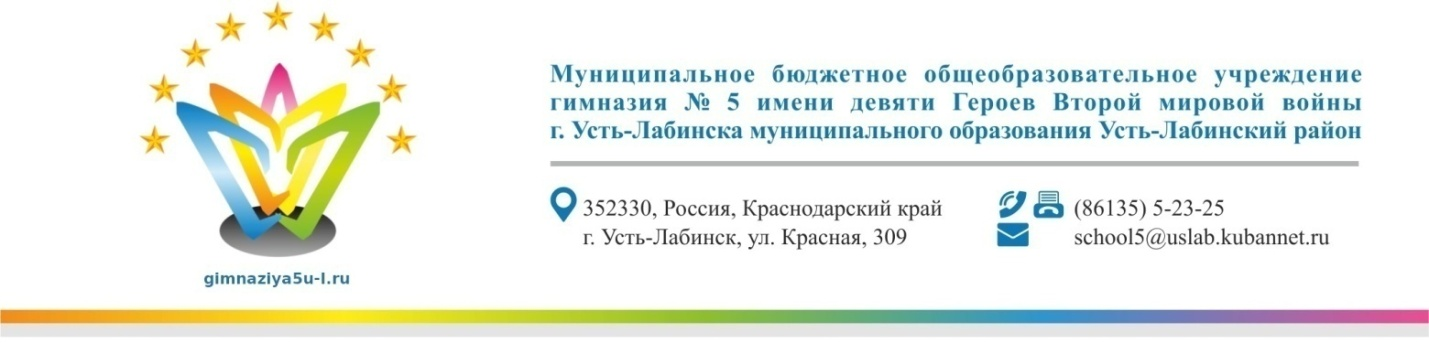 Муниципальное бюджетное общеобразовательное учреждение
гимназия № 5 имени девяти Героев Второй мировой войны
г. Усть-Лабинска муниципального образования Усть-Лабинский район
352330, Россия, Краснодарский край
г. Усть-Лабинск, ул. Красная, 309
(86135) 5-23-25
school5@uslab.kubannet.ru
gimnaziya5u-l.ru